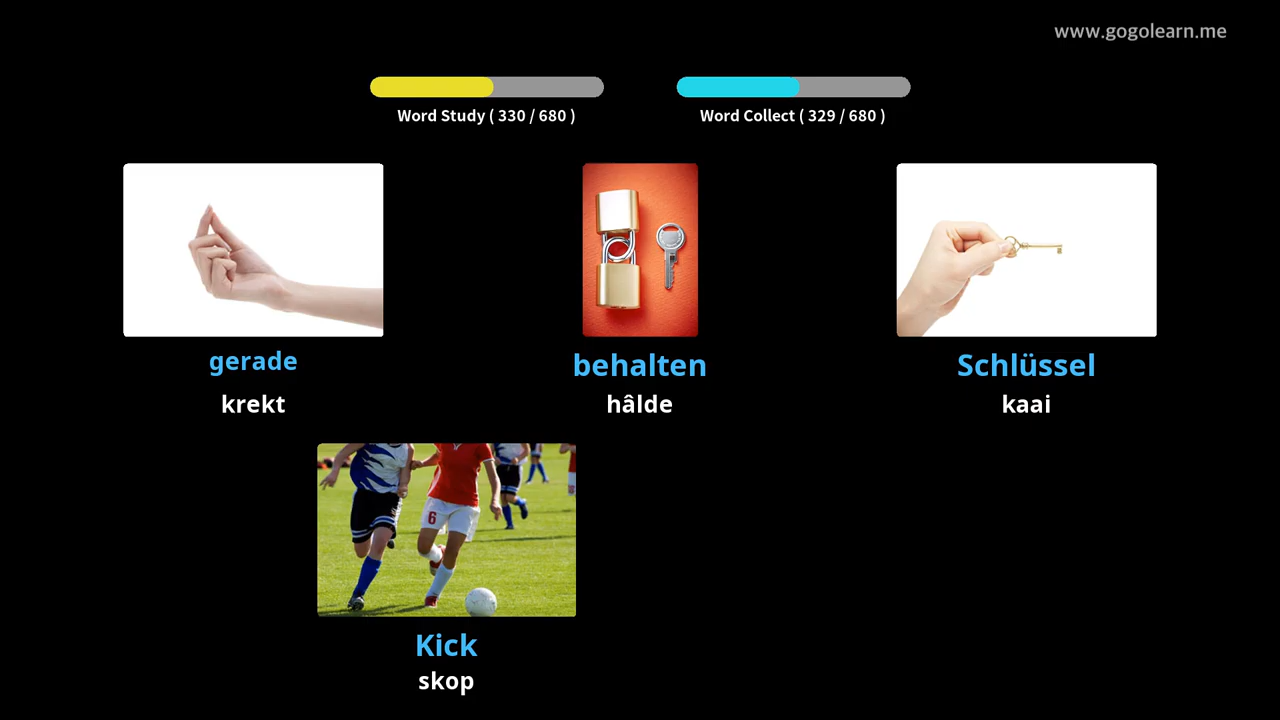 www.gogolearn.me
Word Study ( 330 / 680 )
Word Collect ( 329 / 680 )
gerade
krekt
behalten
hâlde
Schlüssel
kaai
6
Kick
skop